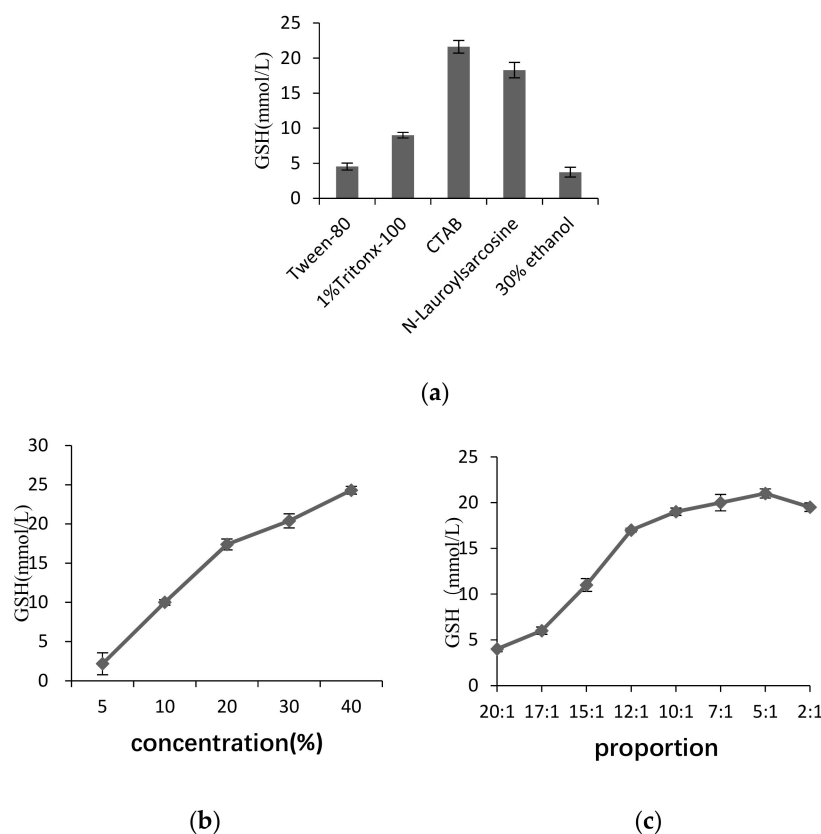 GSH(mmol/L)
25
20
15
10
5
0
Tween-80
1%Tritonx-100
CTAB
N-Lauroylsarcosine
30% ethanol
(a)
GSH(mmol/L)
30
25
20
15
10
5
0
5 10 20 30 40
concentration(%)
(b)
GSH (mmol/L)
25
20
15
10
5
0
20:1 17:1 15:1 12:1 10:1 7:1 5:1 2:1
proportion
(c)